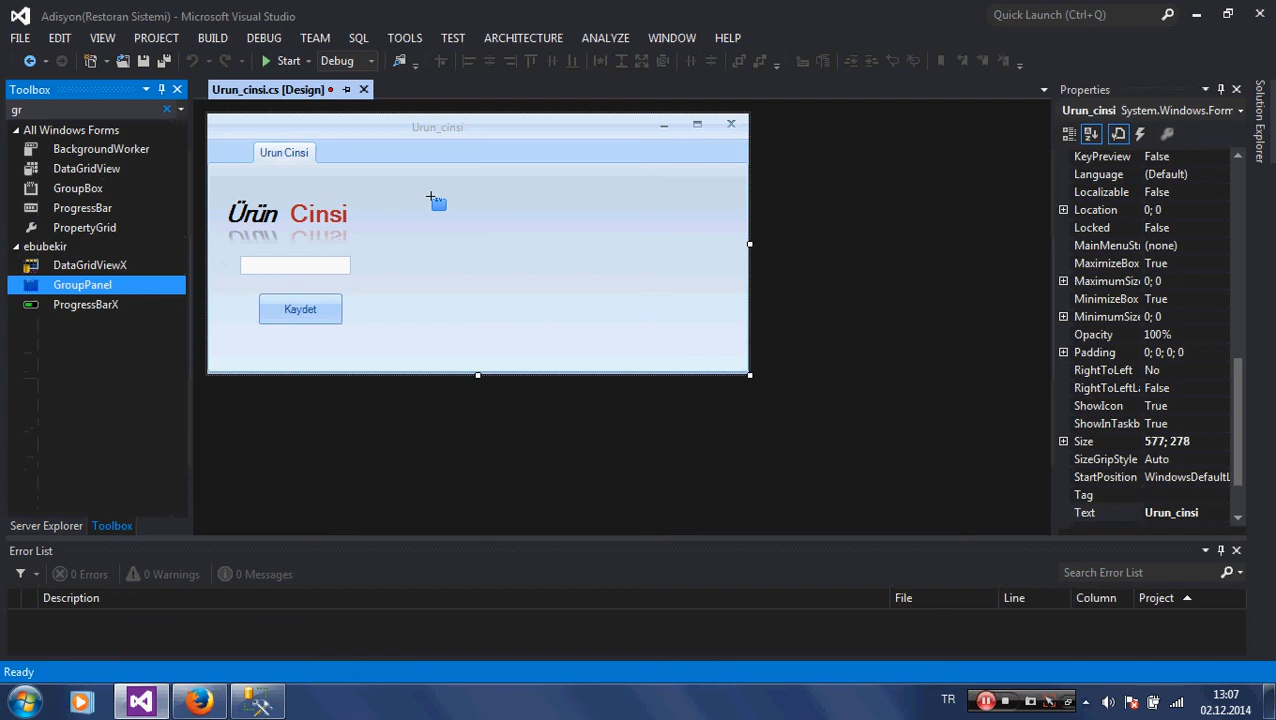 Adisyon(Restoran Sistemi) - Microsoft Visual Studio
Quick Launch (Ctrl+Q)
FILE EDIT VIEW PROJECT BUILD DEBUG TEAM SQL TOOLS TEST ARCHITECTURE ANALYZE WINDOW HELP
Start Debug
Toolbox
gr
All Windows Forms
BackgroundWorker
DataGridView
GroupBox
ProgressBar
PropertyGrid
ebubekir
DataGridViewX
GroupPanel
ProgressBarX
Server Explorer Toolbox
Urun_cinsi.cs [Design]
Urun_cinsi
Urun Cinsi
Ürün Cinsi
Kaydet
Properties
Urun_cinsi System.Windows.Form
KeyPreview False
Language (Default)
Localizable False
Location 0; 0
Locked False
MainMenuStr (none)
MaximizeBox True
MaximumSize 0; 0
MinimizeBox True
MinimumSize 0; 0
Opacity 100%
Padding 0; 0; 0; 0
RightToLeft No
RightToLeftLa False
ShowIcon True
ShowInTaskb True
Size 577; 278
SizeGripStyle Auto
StartPosition WindowsDefaultL
Tag
Text Urun_cinsi
Solution Explorer
Error List
0 Errors 0 Warnings 0 Messages
Search Error List
Description File Line Column Project
Ready
TR
13:07
02.12.2014